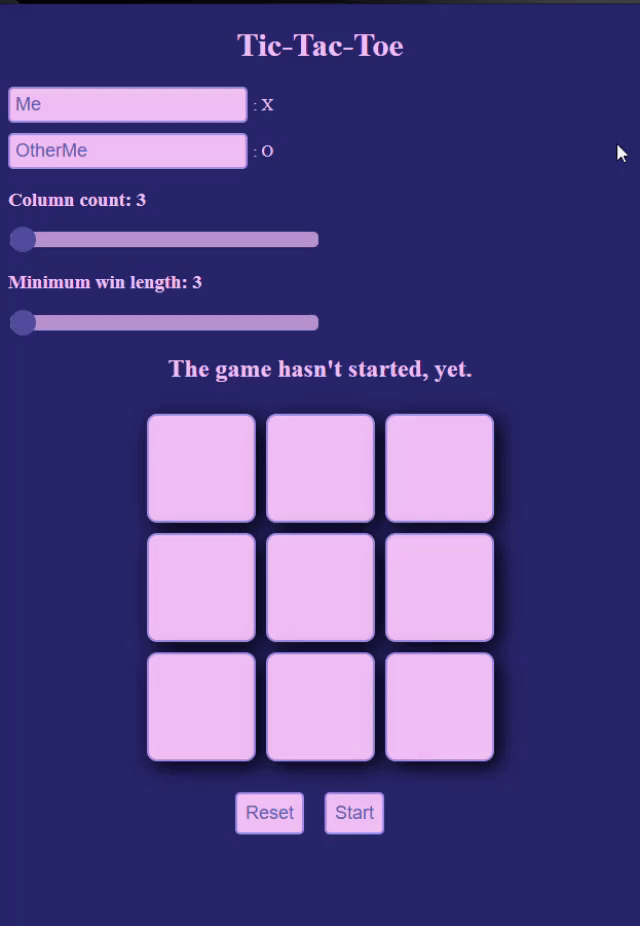 Tic-Tac-Toe
Me : X
OtherMe : O
Column count: 3
Minimum win length: 3
The game hasn't started, yet.
Reset Start